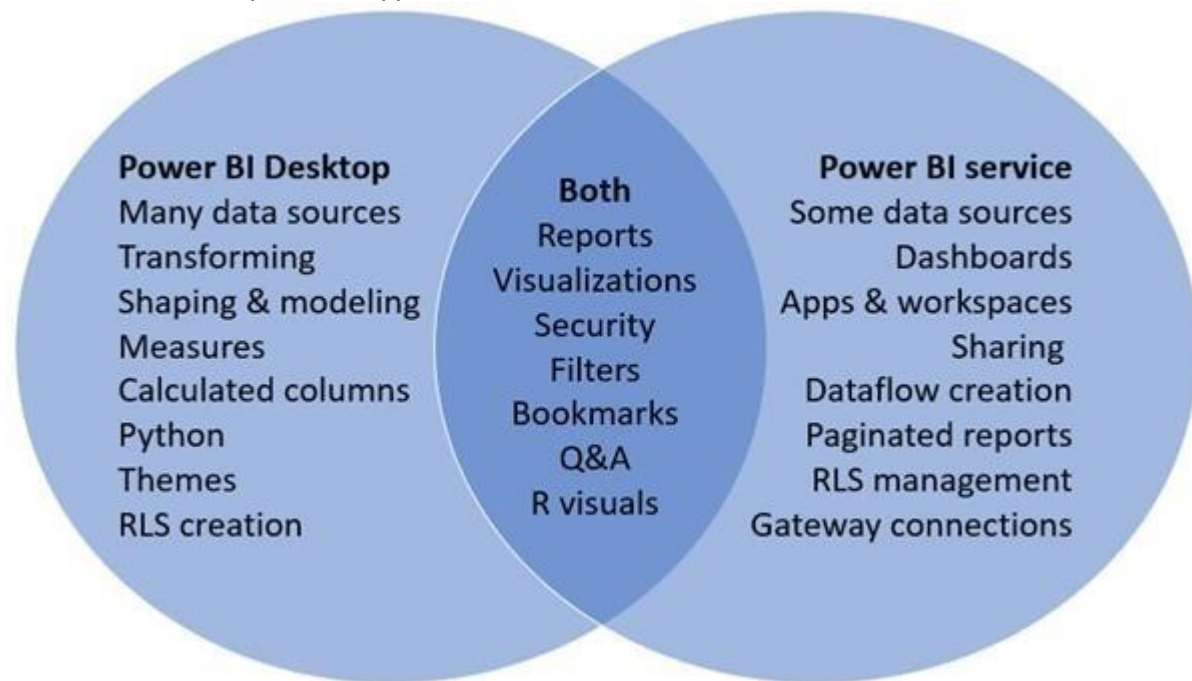 Power BI Desktop
Many data sources
Transforming
Shaping & modeling
Measures
Calculated columns
Python
Themes
RLS creation
Both
Reports
Visualizations
Security
Filters
Bookmarks
Q&A
R visuals
Power BI service
Some data sources
Dashboards
Apps & workspaces
Sharing
Dataflow creation
Paginated reports
RLS management
Gateway connections